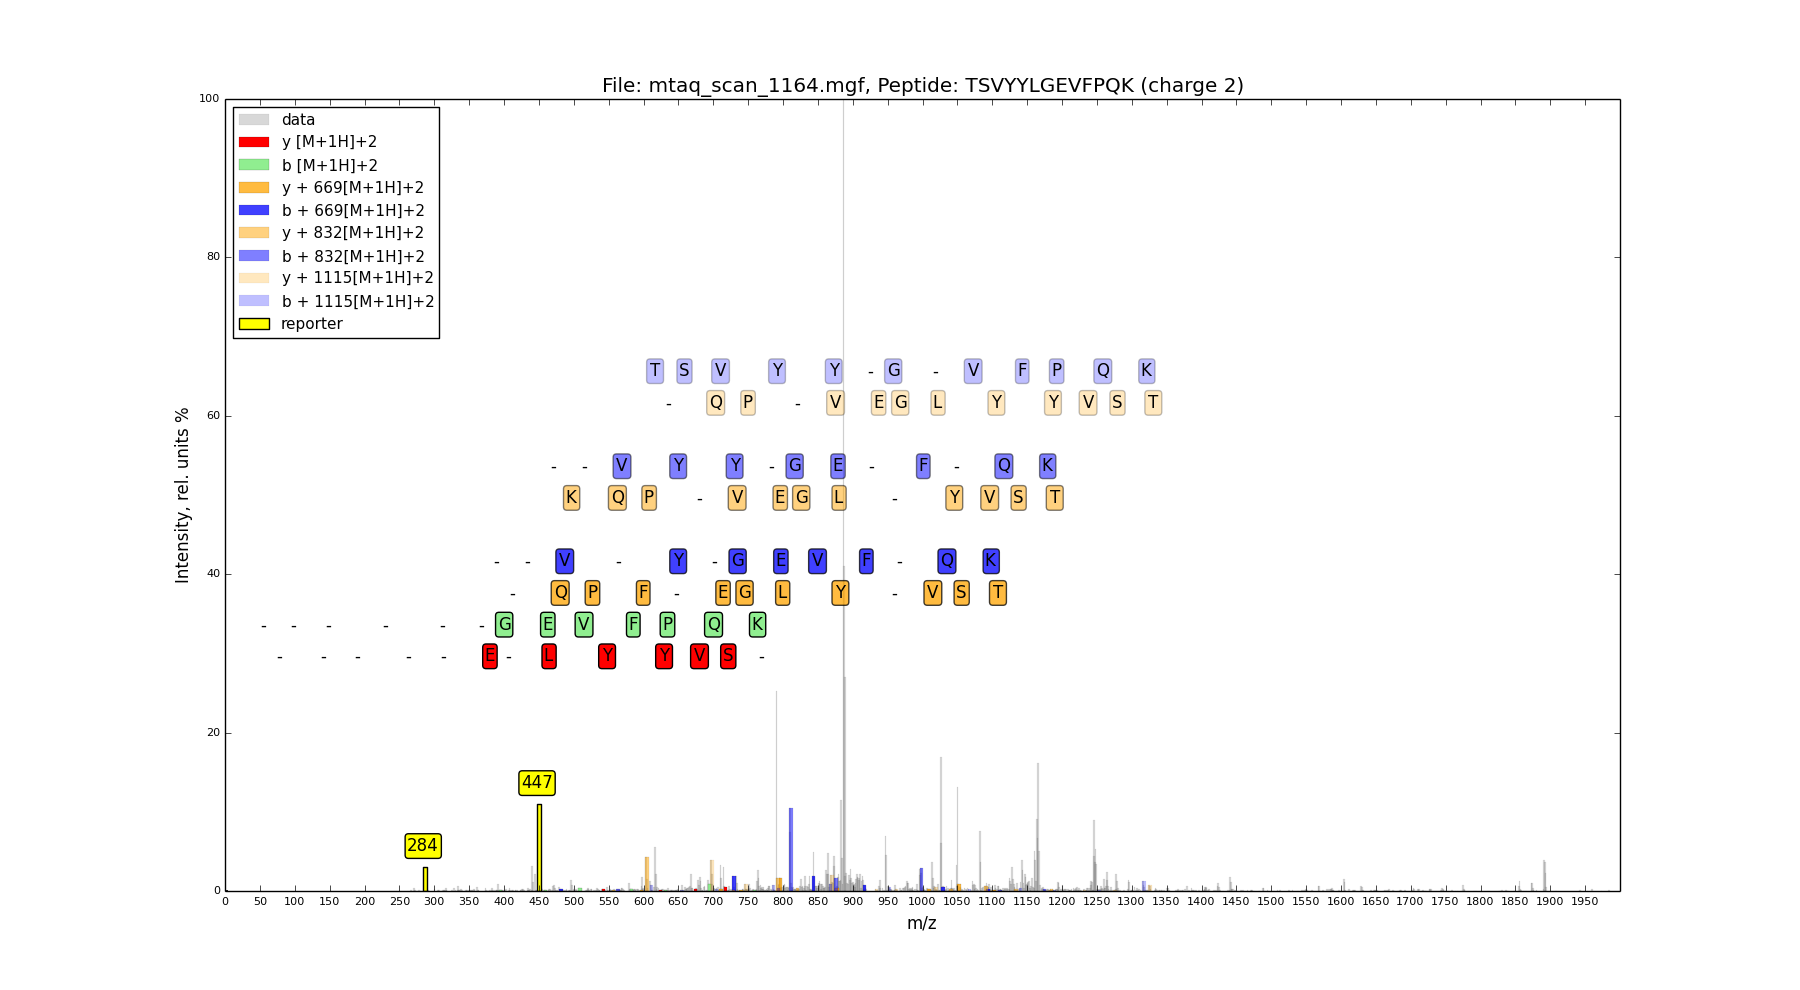 File: mtaq_scan_1164.mgf, Peptide: TSVYYLGEVFPQK (charge 2)
100
80
60
40
20
0
Intensity, rel. units %
data
y [M+1H]+2
b [M+1H]+2
y + 669[M+1H]+2
b + 669[M+1H]+2
y + 832[M+1H]+2
b + 832[M+1H]+2
y + 1115[M+1H]+2
b + 1115[M+1H]+2
reporter
T S V Y Y - G - V F P Q K
- Q P - V E G L Y Y V S T
- - V Y Y - G E - F - Q K
K Q P - V E G L - Y V S T
- - V - Y - G E V F - Q K
- Q P F - E G L Y - V S T
- - - - - - G E V F P Q K
- - - - - E - L Y Y V S -
447
284
0 50 100 150 200 250 300 350 400 450 500 550 600 650 700 750 800 850 900 950 1000 1050 1100 1150 1200 1250 1300 1350 1400 1450 1500 1550 1600 1650 1700 1750 1800 1850 1900 1950
m/z